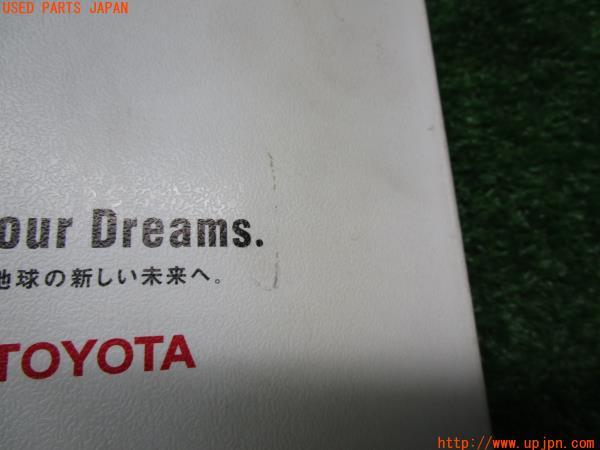 USED PARTS JAPAN
our Dreams.
地球の新しい未来へ。
TOYOTA
http://www.upjpn.com/